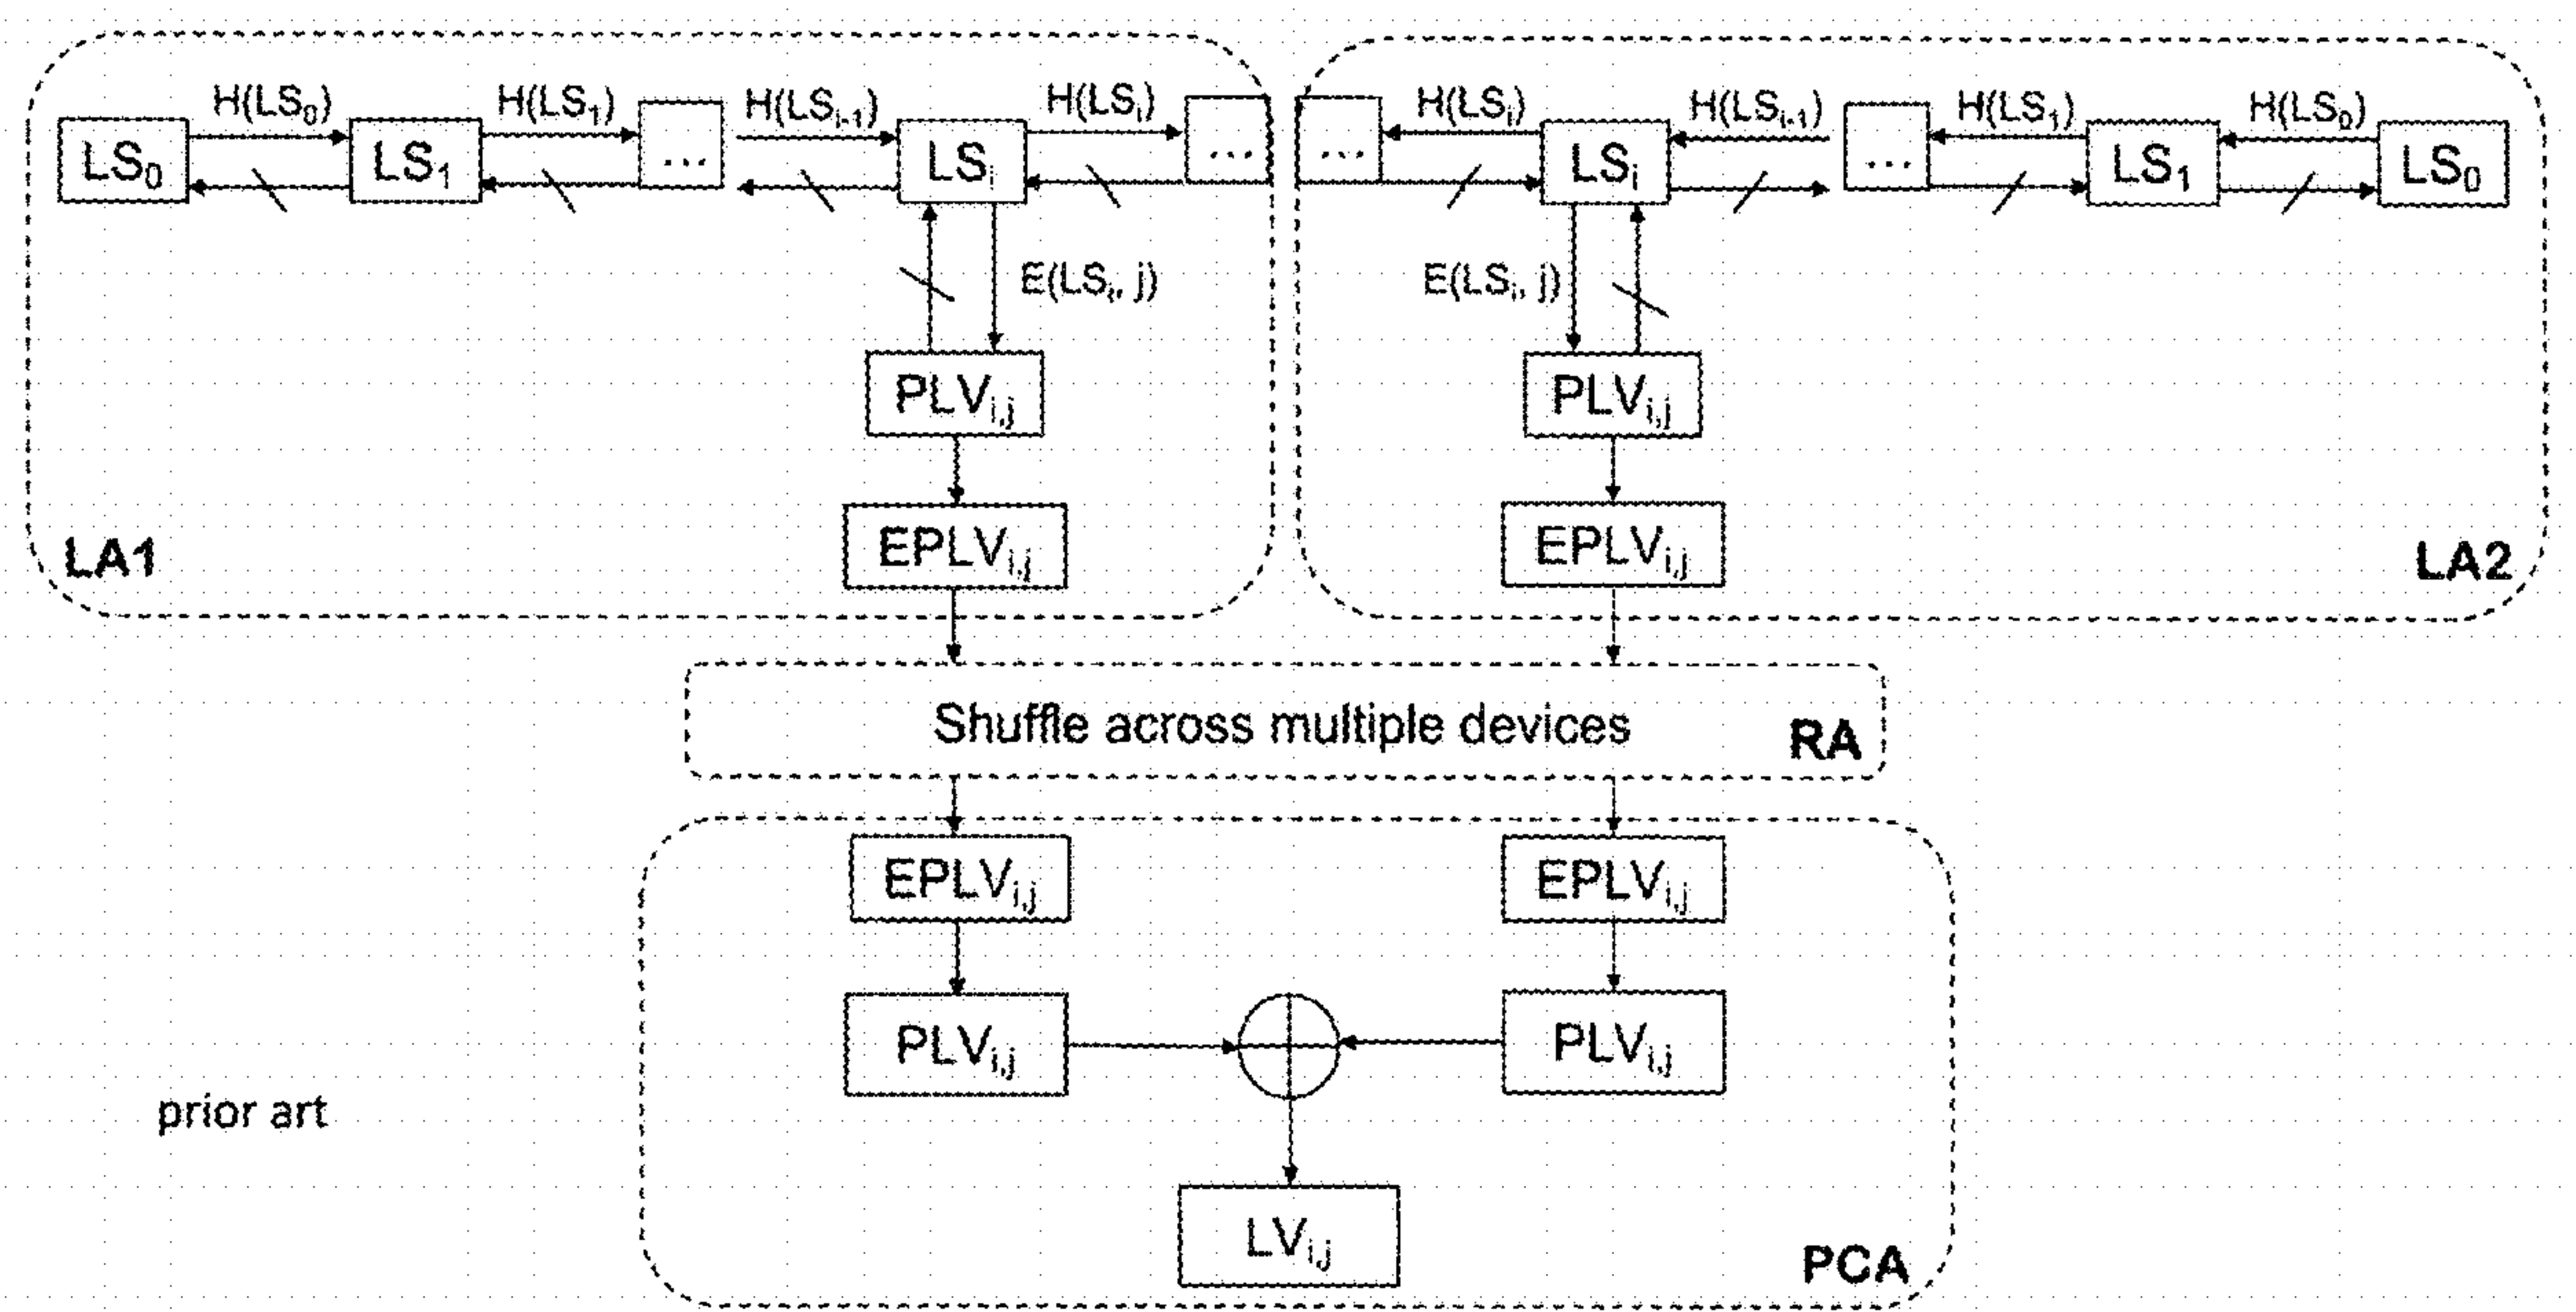 H(LS₀) H(LS₁) H(LSᵢ₋₁) H(LSᵢ) H(LSᵢ) H(LSᵢ₋₁) H(LS₁) H(LS₀)
LS₀ LS₁ ... LSᵢ ... ... LSᵢ ... LS₁ LS₀
E(LSᵢ, j) E(LSᵢ, j)
PLVᵢ,ⱼ PLVᵢ,ⱼ
EPLVᵢ,ⱼ EPLVᵢ,ⱼ
LA1 LA2
Shuffle across multiple devices RA
EPLVᵢ,ⱼ EPLVᵢ,ⱼ
PLVᵢ,ⱼ PLVᵢ,ⱼ
prior art
LVᵢ,ⱼ
PCA